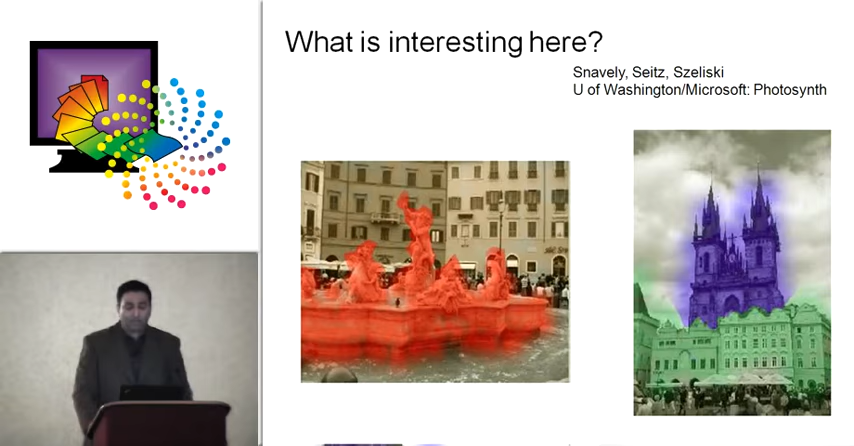 What is interesting here?
Snavely, Seitz, Szeliski
U of Washington/Microsoft: Photosynth